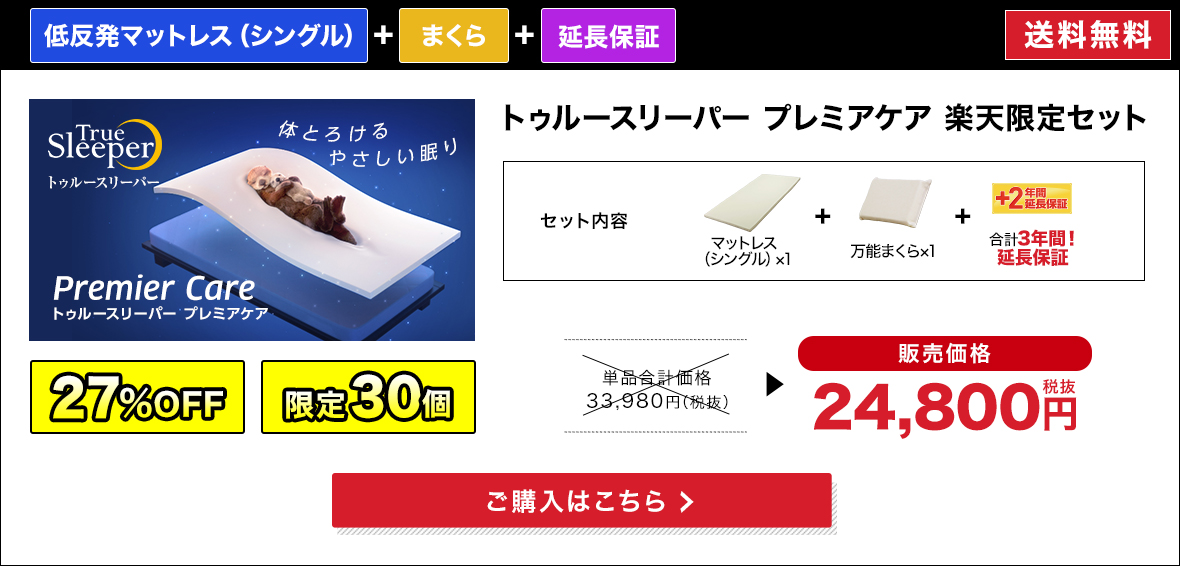 低反発マットレス（シングル）+ まくら + 延長保証
送料無料
True Sleeper
トゥルースリーパー
体とろける
やさしい眠り
Premier Care
トゥルースリーパー プレミアケア
27%OFF
限定30個
トゥルースリーパー プレミアケア 楽天限定セット
セット内容
マットレス
（シングル）×1
+
万能まくら×1
+
+2年間
延長保証
合計3年間！
延長保証
単品合計価格
33,980円（税抜）
販売価格
24,800円 税抜
ご購入はこちら